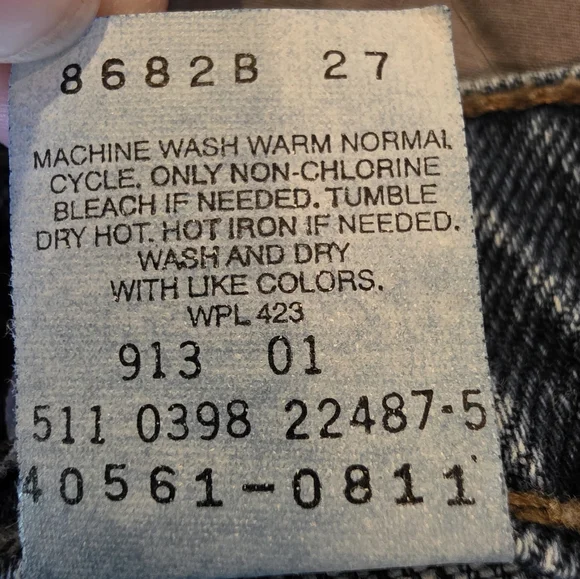 8682B 27
MACHINE WASH WARM NORMAL
CYCLE. ONLY NON-CHLORINE
BLEACH IF NEEDED. TUMBLE
DRY HOT. HOT IRON IF NEEDED.
WASH AND DRY
WITH LIKE COLORS.
WPL 423
913 01
511 0398 22487-5
40561-0811